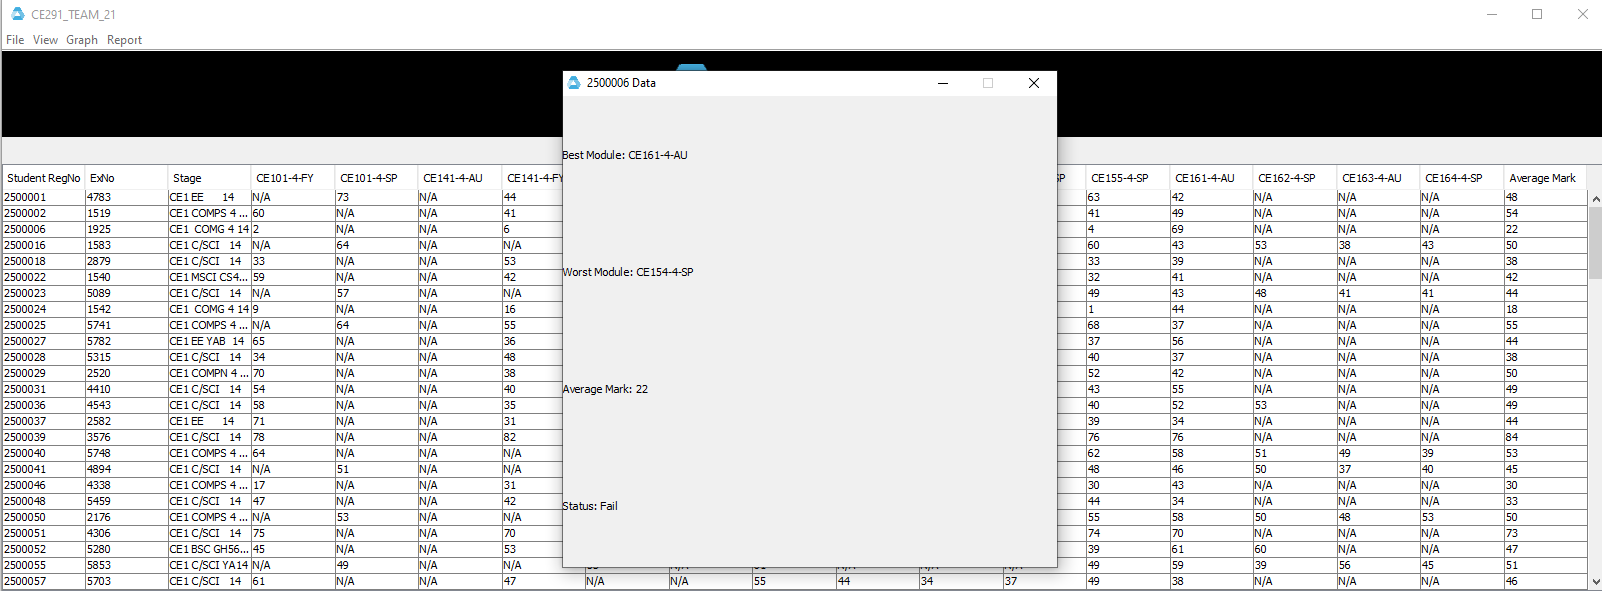 CE291_TEAM_21
File View Graph Report
2500006 Data
Best Module: CE161-4-AU
Worst Module: CE154-4-SP
Average Mark: 22
Status: Fail
Student RegNo ExNo Stage CE101-4-FY CE101-4-SP CE141-4-AU CE141-4-FY SP CE155-4-SP CE161-4-AU CE162-4-SP CE163-4-AU CE164-4-SP Average Mark
2500001 4783 CE1 EE 14 N/A 73 N/A 44 63 42 N/A N/A N/A 48
2500002 1519 CE1 COMPS 4 ... 60 N/A N/A 41 41 49 N/A N/A N/A 54
2500006 1925 CE1 COMG 4 14 2 N/A N/A 6 4 69 N/A N/A N/A 22
2500016 1583 CE1 C/SCI 14 N/A 64 N/A N/A 60 43 53 38 43 50
2500018 2879 CE1 C/SCI 14 33 N/A N/A 53 33 39 N/A N/A N/A 38
2500022 1540 CE1 MSCI CS4... 59 N/A N/A 42 32 41 N/A N/A N/A 42
2500023 5089 CE1 C/SCI 14 N/A 57 N/A N/A 49 43 48 41 41 44
2500024 1542 CE1 COMG 4 14 9 N/A N/A 16 1 44 N/A N/A N/A 18
2500025 5741 CE1 COMPS 4 ... N/A 64 N/A 55 68 37 N/A N/A N/A 55
2500027 5782 CE1 EE YAB 14 65 N/A N/A 36 37 56 N/A N/A N/A 44
2500028 5315 CE1 C/SCI 14 34 N/A N/A 48 40 37 N/A N/A N/A 38
2500029 2520 CE1 COMPN 4 ... 70 N/A N/A 38 52 42 N/A N/A N/A 50
2500031 4410 CE1 C/SCI 14 54 N/A N/A 40 43 55 N/A N/A N/A 49
2500036 4543 CE1 C/SCI 14 58 N/A N/A 35 40 52 53 N/A N/A 49
2500037 2582 CE1 EE 14 71 N/A N/A 31 39 34 N/A N/A N/A 44
2500039 3576 CE1 C/SCI 14 78 N/A N/A 82 76 76 N/A N/A N/A 84
2500040 5748 CE1 COMPS 4 ... 64 N/A N/A N/A 62 58 51 49 39 53
2500041 4894 CE1 C/SCI 14 N/A 51 N/A N/A 48 46 50 37 40 45
2500046 4338 CE1 COMPS 4 ... 17 N/A N/A 31 30 43 N/A N/A N/A 30
2500048 5459 CE1 C/SCI 14 47 N/A N/A 42 44 34 N/A N/A N/A 33
2500050 2176 CE1 COMPS 4 ... N/A 53 N/A N/A 55 58 50 48 53 50
2500051 4306 CE1 C/SCI 14 75 N/A N/A 70 74 70 N/A N/A N/A 73
2500052 5280 CE1 BSC GH56... 45 N/A N/A 53 39 61 60 N/A N/A 47
2500055 5853 CE1 C/SCI YA14 N/A 49 N/A N/A 49 59 39 56 45 51
2500057 5703 CE1 C/SCI 14 61 N/A N/A 47 N/A N/A 55 44 34 37 49 38 N/A N/A N/A 46